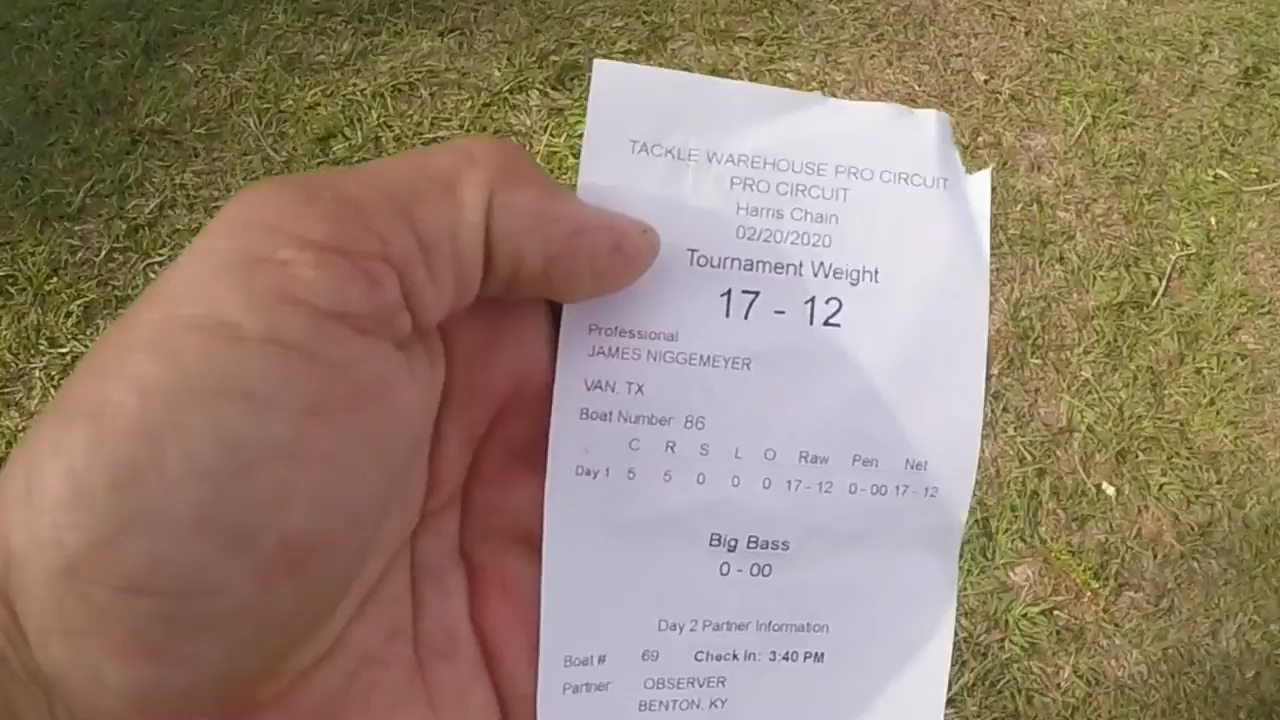 TACKLE WAREHOUSE PRO CIRCUIT
PRO CIRCUIT
Harris Chain
02/20/2020
Tournament Weight
17 - 12
Professional
JAMES NIGGEMEYER
VAN, TX
Boat Number 86
C R S L O Raw Pen Net
Day 1 5 5 0 0 0 17 - 12 0 - 00 17 - 12
Big Bass
0 - 00
Day 2 Partner Information
Boat # 69 Check In: 3:40 PM
Partner: OBSERVER
BENTON, KY